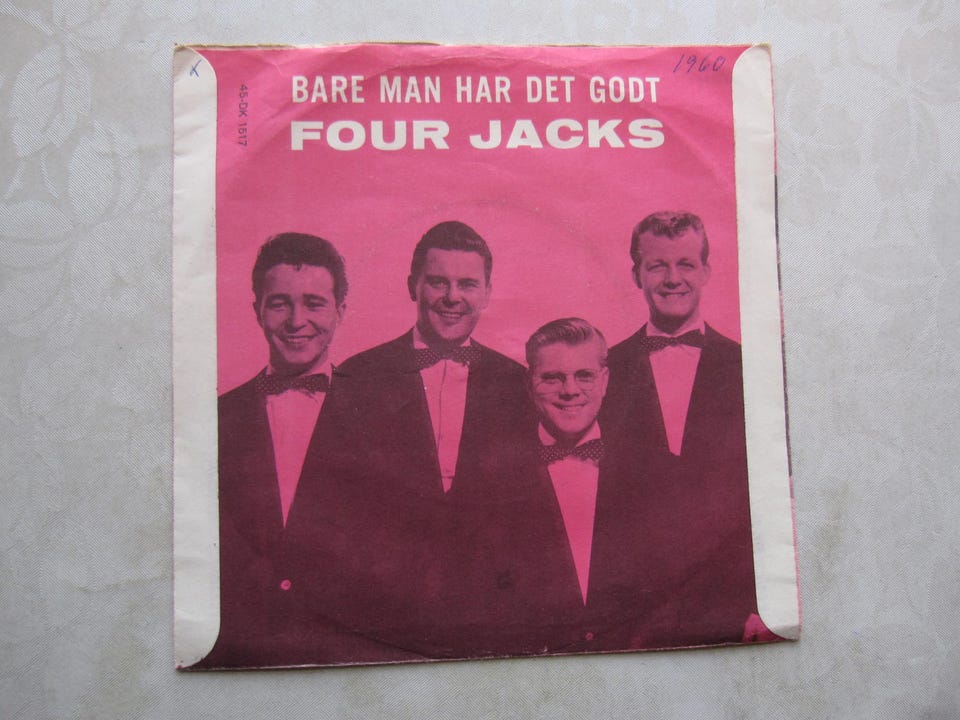 x
1960
45-DK 1517
BARE MAN HAR DET GODT
FOUR JACKS